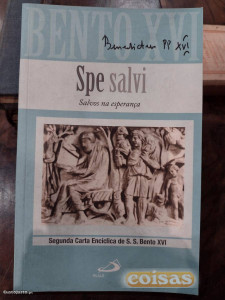 BENTO XVI
Benedictus PP XVI
Spe salvi
Salvos na esperança
Segunda Carta Encíclica de S. S. Bento XVI
coisas